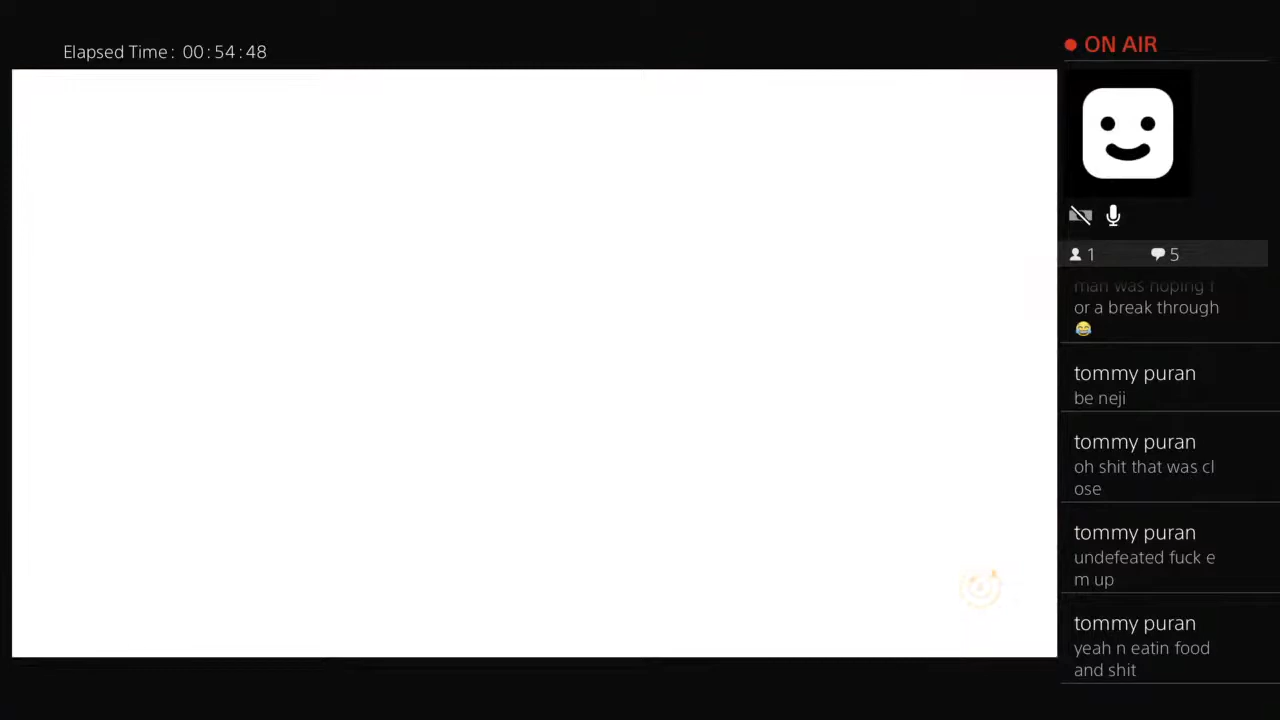 Elapsed Time: 00:54:48
ON AIR
1
5
man was hoping f
or a break through
😂
tommy puran
be neji
tommy puran
oh shit that was cl
ose
tommy puran
undefeated fuck e
m up
tommy puran
yeah n eatin food
and shit